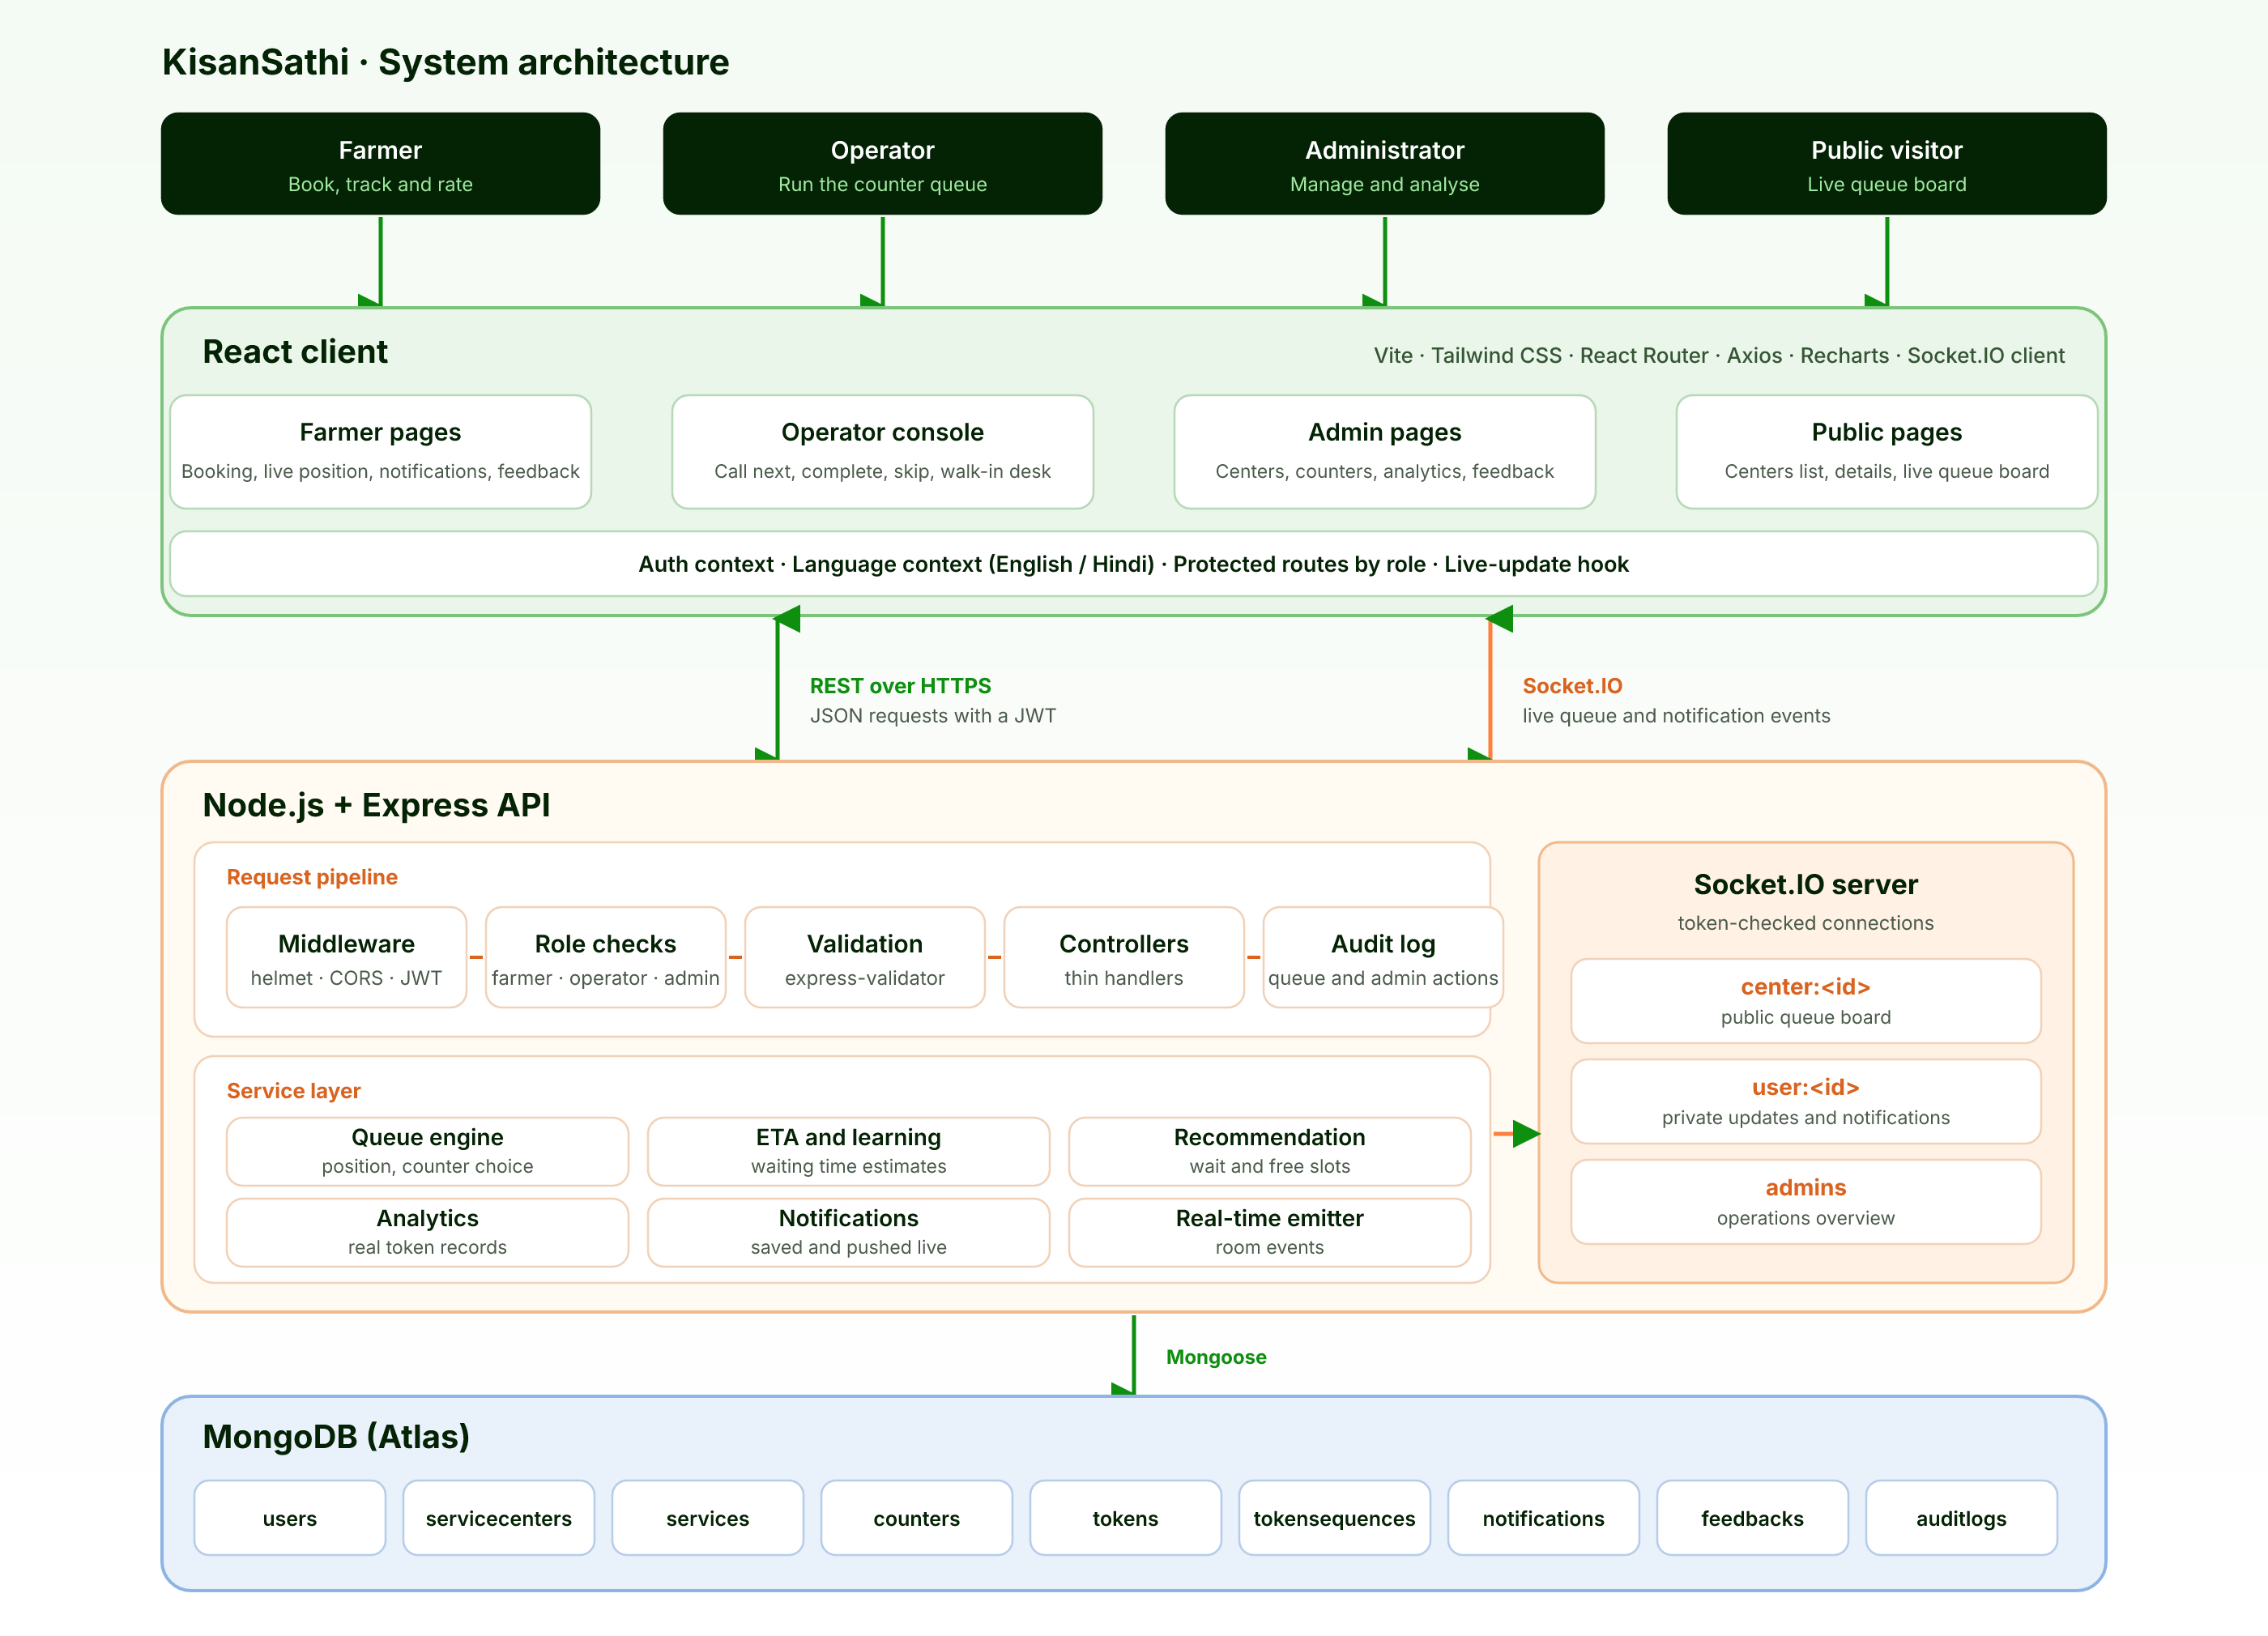 KisanSathi · System architecture
Farmer
Book, track and rate
Operator
Run the counter queue
Administrator
Manage and analyse
Public visitor
Live queue board
React client
Vite · Tailwind CSS · React Router · Axios · Recharts · Socket.IO client
Farmer pages
Booking, live position, notifications, feedback
Operator console
Call next, complete, skip, walk-in desk
Admin pages
Centers, counters, analytics, feedback
Public pages
Centers list, details, live queue board
Auth context · Language context (English / Hindi) · Protected routes by role · Live-update hook
REST over HTTPS
JSON requests with a JWT
Socket.IO
live queue and notification events
Node.js + Express API
Request pipeline
Middleware
helmet · CORS · JWT
Role checks
farmer · operator · admin
Validation
express-validator
Controllers
thin handlers
Audit log
queue and admin actions
Service layer
Queue engine
position, counter choice
ETA and learning
waiting time estimates
Recommendation
wait and free slots
Analytics
real token records
Notifications
saved and pushed live
Real-time emitter
room events
Socket.IO server
token-checked connections
center:<id>
public queue board
user:<id>
private updates and notifications
admins
operations overview
Mongoose
MongoDB (Atlas)
users
servicecenters
services
counters
tokens
tokensequences
notifications
feedbacks
auditlogs